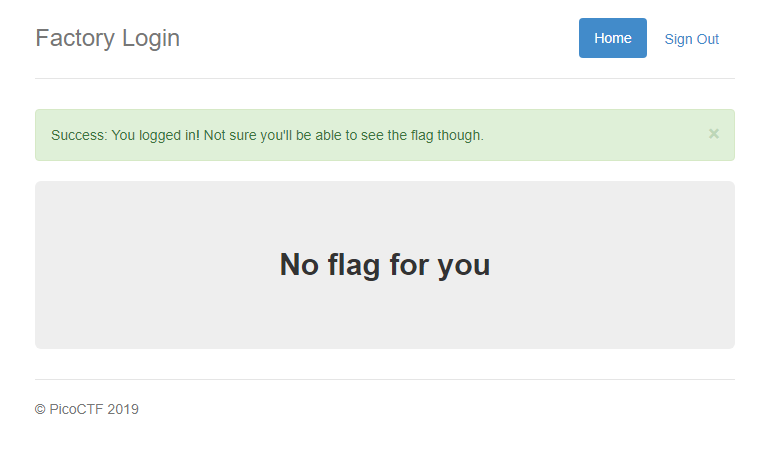 Factory Login
Home
Sign Out
Success: You logged in! Not sure you'll be able to see the flag though.
×
No flag for you
© PicoCTF 2019